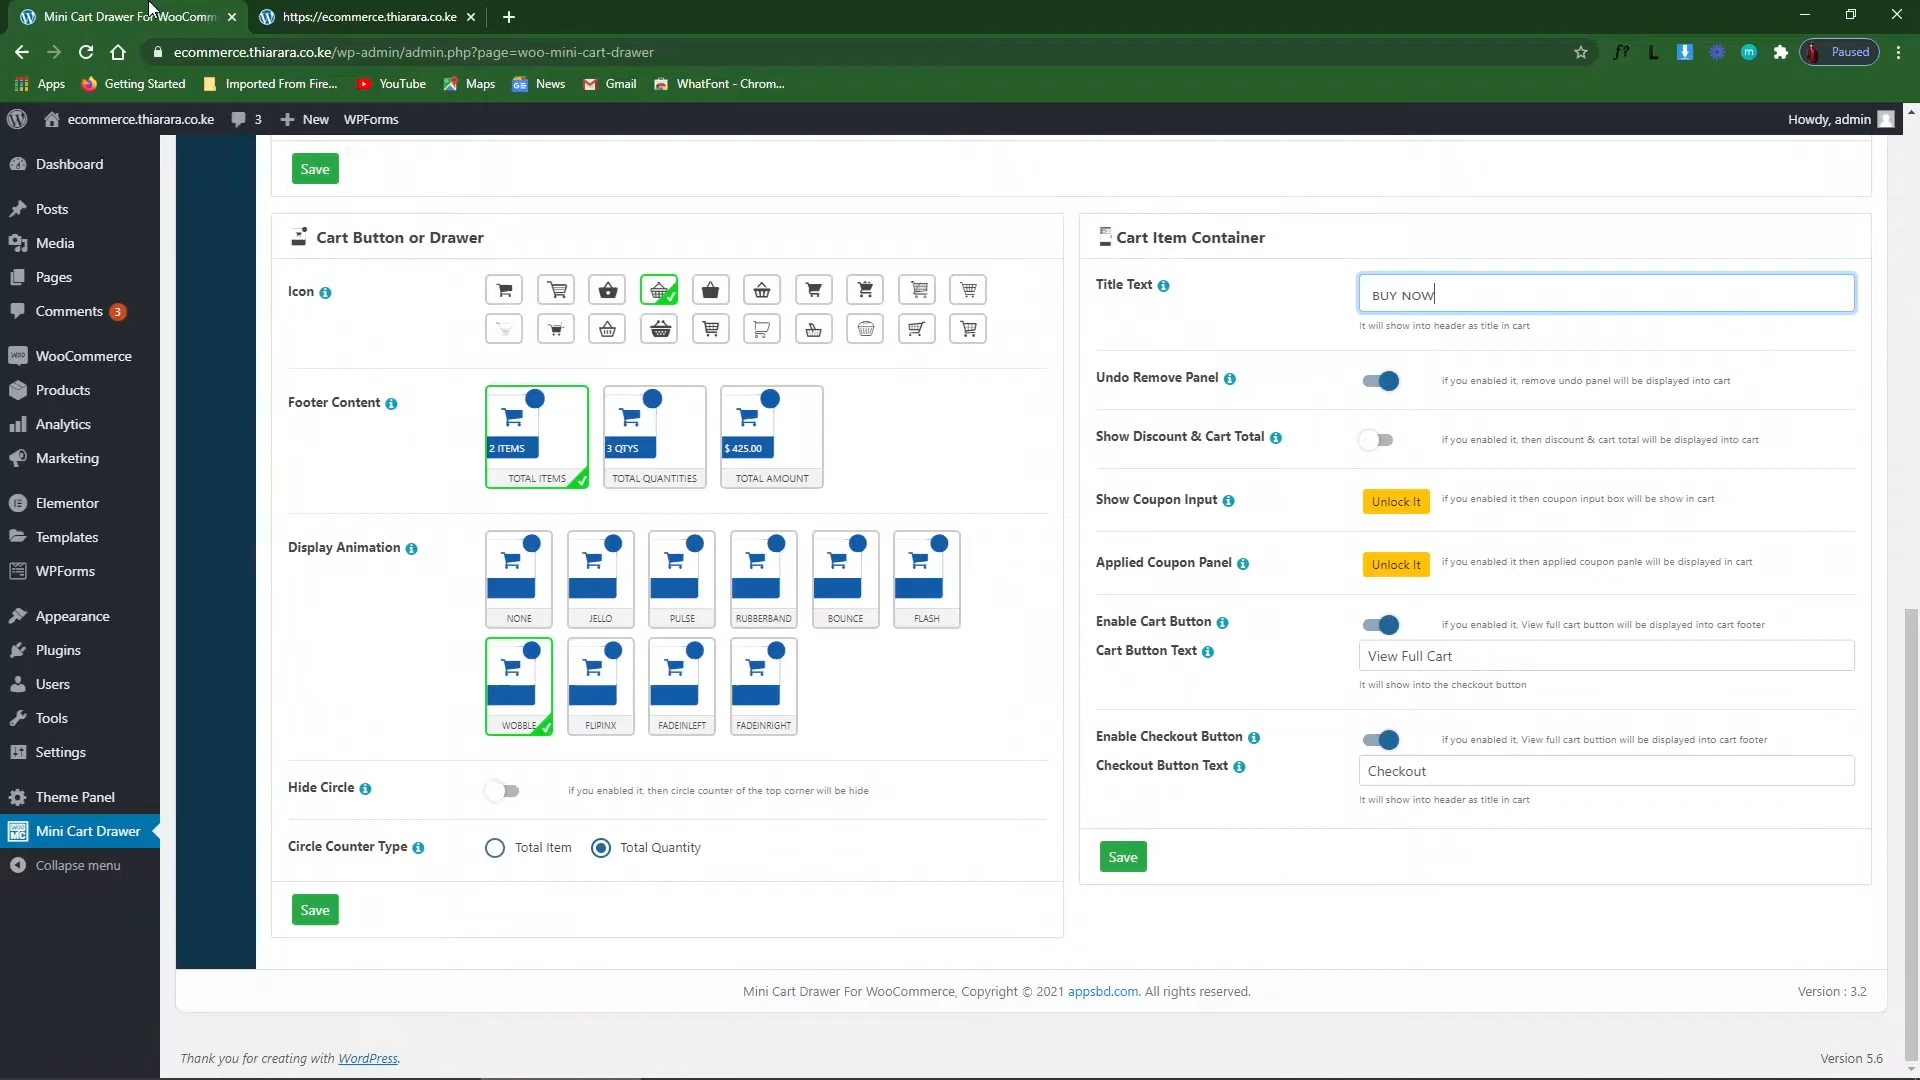 Mini Cart Drawer For WooComm
https://ecommerce.thiarara.co.ke
ecommerce.thiarara.co.ke/wp-admin/admin.php?page=woo-mini-cart-drawer
f?
L
m
Paused
Apps
Getting Started
Imported From Fire...
YouTube
Maps
News
Gmail
WhatFont - Chrom...
ecommerce.thiarara.co.ke
3
New
WPForms
Howdy, admin
Dashboard
Posts
Media
Pages
Comments 3
WooCommerce
Products
Analytics
Marketing
Elementor
Templates
WPForms
Appearance
Plugins
Users
Tools
Settings
Theme Panel
Mini Cart Drawer
Collapse menu
Save
Cart Button or Drawer
Icon
Footer Content
2 ITEMS
TOTAL ITEMS
3 QTYS
TOTAL QUANTITIES
$ 425.00
TOTAL AMOUNT
Display Animation
NONE
JELLO
PULSE
RUBBERBAND
BOUNCE
FLASH
WOBBLE
FLIPINX
FADEINLEFT
FADEINRIGHT
Hide Circle
if you enabled it, then circle counter of the top corner will be hide
Circle Counter Type
Total Item
Total Quantity
Save
Cart Item Container
Title Text
BUY NOW
It will show into header as title in cart
Undo Remove Panel
if you enabled it, remove undo panel will be displayed into cart
Show Discount & Cart Total
if you enabled it, then discount & cart total will be displayed into cart
Show Coupon Input
Unlock It
if you enabled it then coupon input box will be show in cart
Applied Coupon Panel
Unlock It
if you enabled it then applied coupon panle will be displayed in cart
Enable Cart Button
if you enabled it, View full cart button will be displayed into cart footer
Cart Button Text
View Full Cart
It will show into the checkout button
Enable Checkout Button
if you enabled it, View full cart buttion will be displayed into cart footer
Checkout Button Text
Checkout
It will show into header as title in cart
Save
Mini Cart Drawer For WooCommerce, Copyright © 2021 appsbd.com. All rights reserved.
Version : 3.2
Thank you for creating with WordPress.
Version 5.6